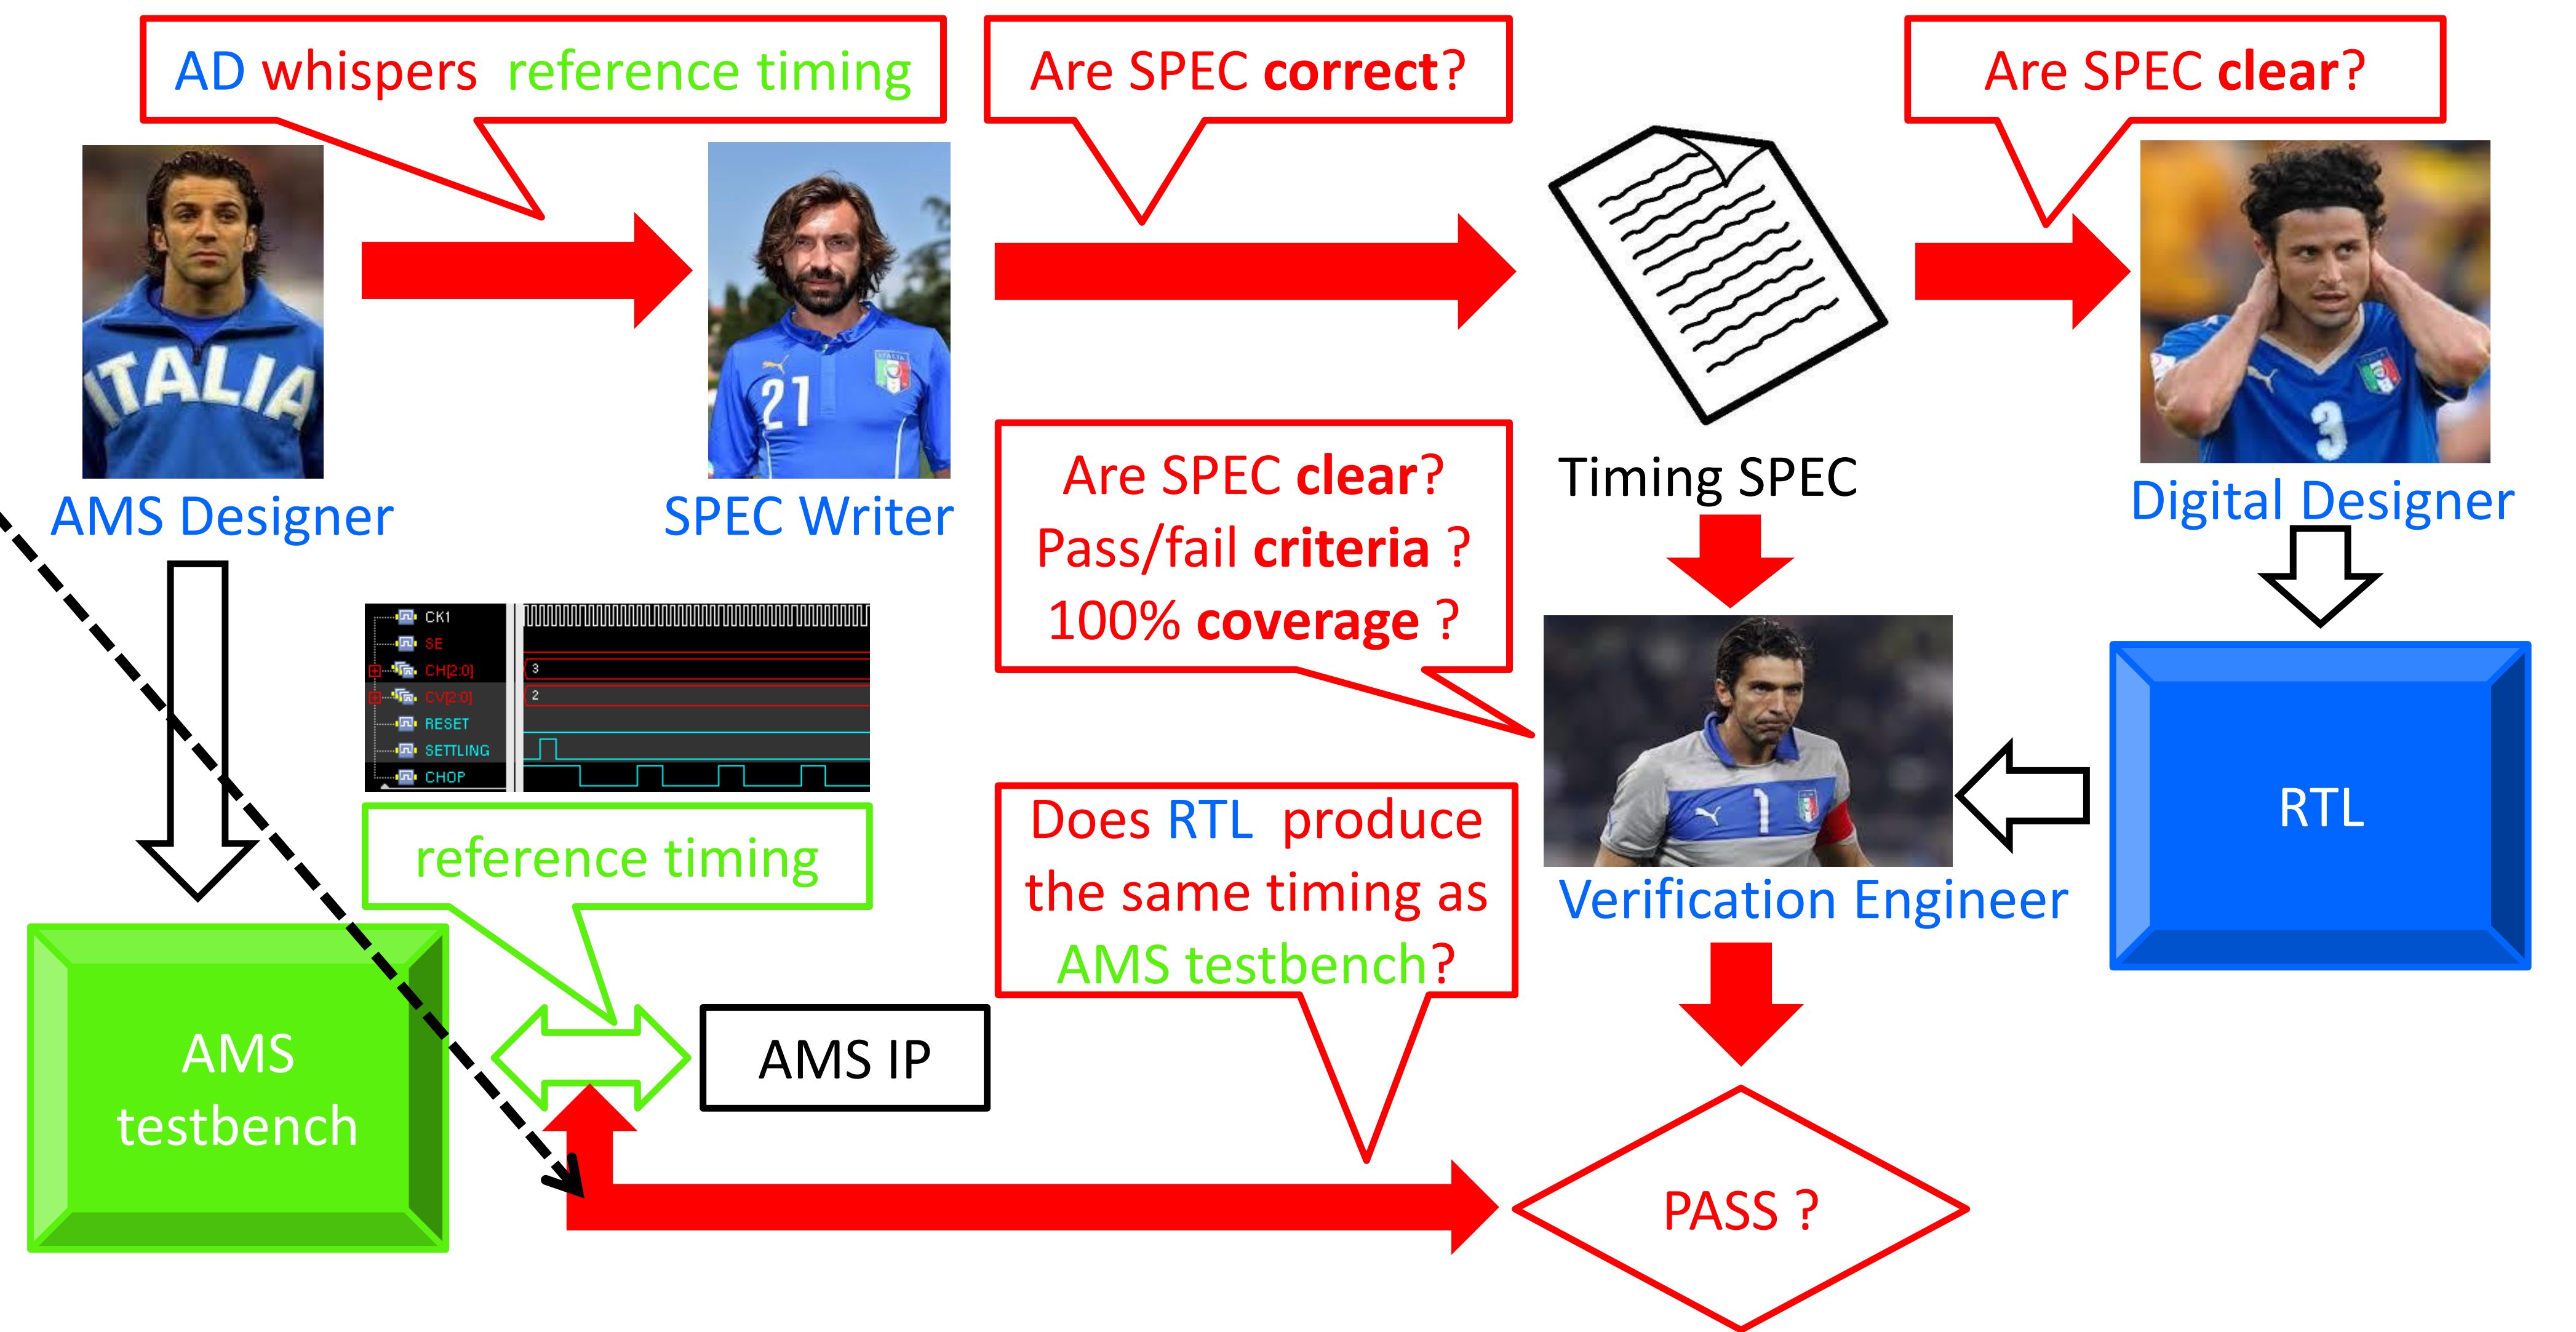 AD whispers reference timing
Are SPEC correct?
Are SPEC clear?
ITALIA
21
ITALIA
3
AMS Designer
SPEC Writer
Timing SPEC
Digital Designer
Are SPEC clear?
Pass/fail criteria ?
100% coverage ?
CK1
SE
CH[2:0]
3
CV[2:0]
2
RESET
SETTLING
CHOP
1
RTL
reference timing
Does RTL produce
the same timing as
AMS testbench?
Verification Engineer
AMS
testbench
AMS IP
PASS ?